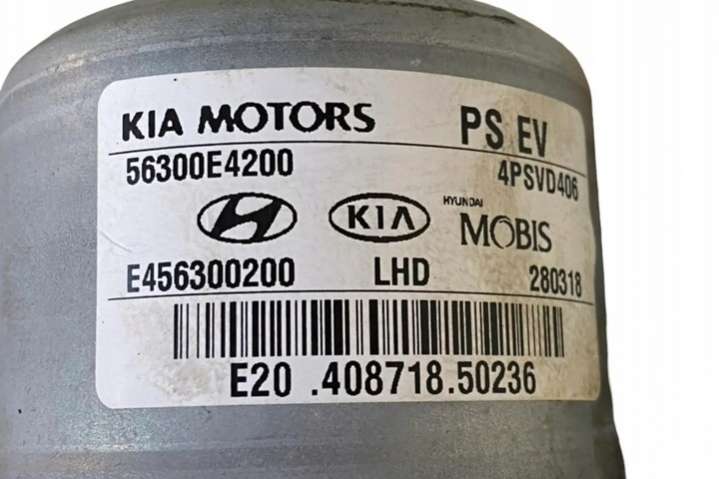 KIA MOTORS PS EV
56300E4200 4PSVD406
KIA HYUNDAI MOBIS
E456300200 LHD 280318
E20 .408718.50236